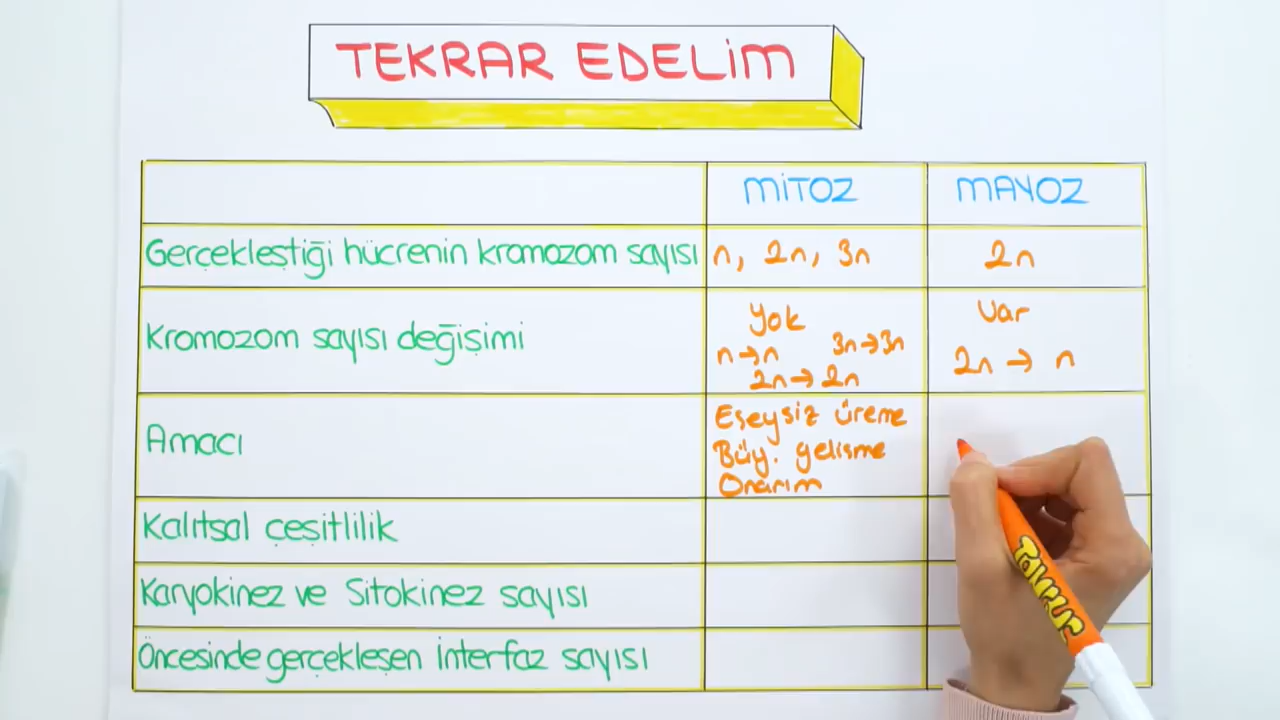 TEKRAR EDELİM
MİTOZ MAYOZ
Gerçekleştiği hücrenin kromozom sayısı n, 2n, 3n 2n
Kromozom sayısı değişimi Yok Var
n→n 3n→3n 2n→n
2n→2n
Amacı Eşeysiz üreme
Büy. gelişme
Onarım
Kalıtsal çeşitlilik
Karyokinez ve Sitokinez sayısı
Öncesinde gerçekleşen interfaz sayısı